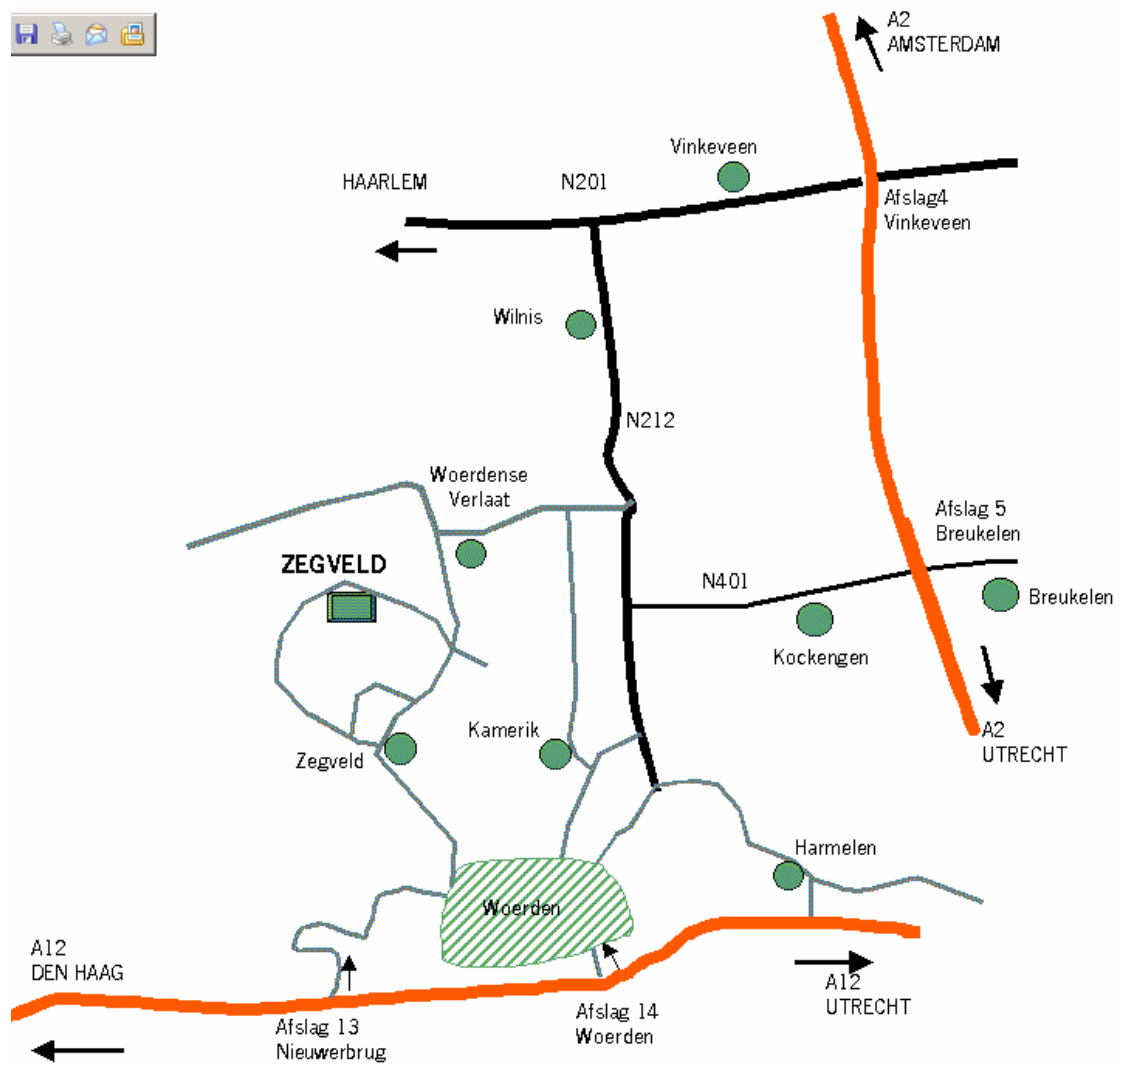 A2
AMSTERDAM
Vinkeveen
HAARLEM
N201
Afslag4
Vinkeveen
Wilnis
N212
Woerdense
Verlaat
Afslag 5
Breukelen
ZEGVELD
N401
Breukelen
Kockengen
Kamerik
Zegveld
A2
UTRECHT
Harmelen
Woerden
A12
DEN HAAG
A12
UTRECHT
Afslag 14
Woerden
Afslag 13
Nieuwerbrug